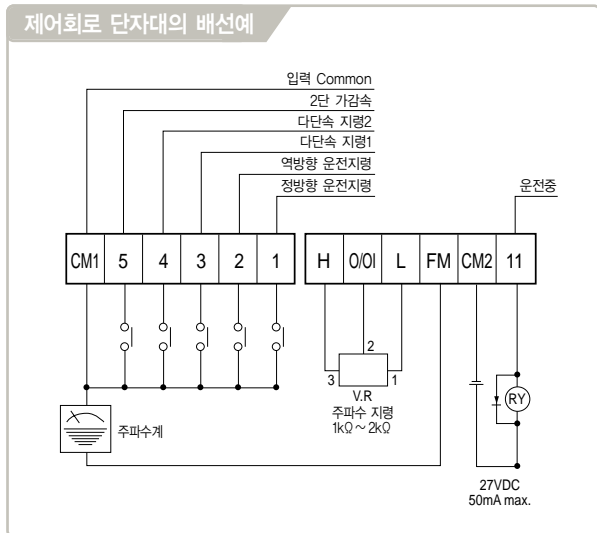 제어회로 단자대의 배선예
입력 Common
2단 가감속
다단속 지령2
다단속 지령1
역방향 운전지령
정방향 운전지령
운전중
CM1 5 4 3 2 1 H O/OI L FM CM2 11
2
3 1
V.R
주파수 지령
1kΩ ~ 2kΩ
RY
주파수계
27VDC
50mA max.